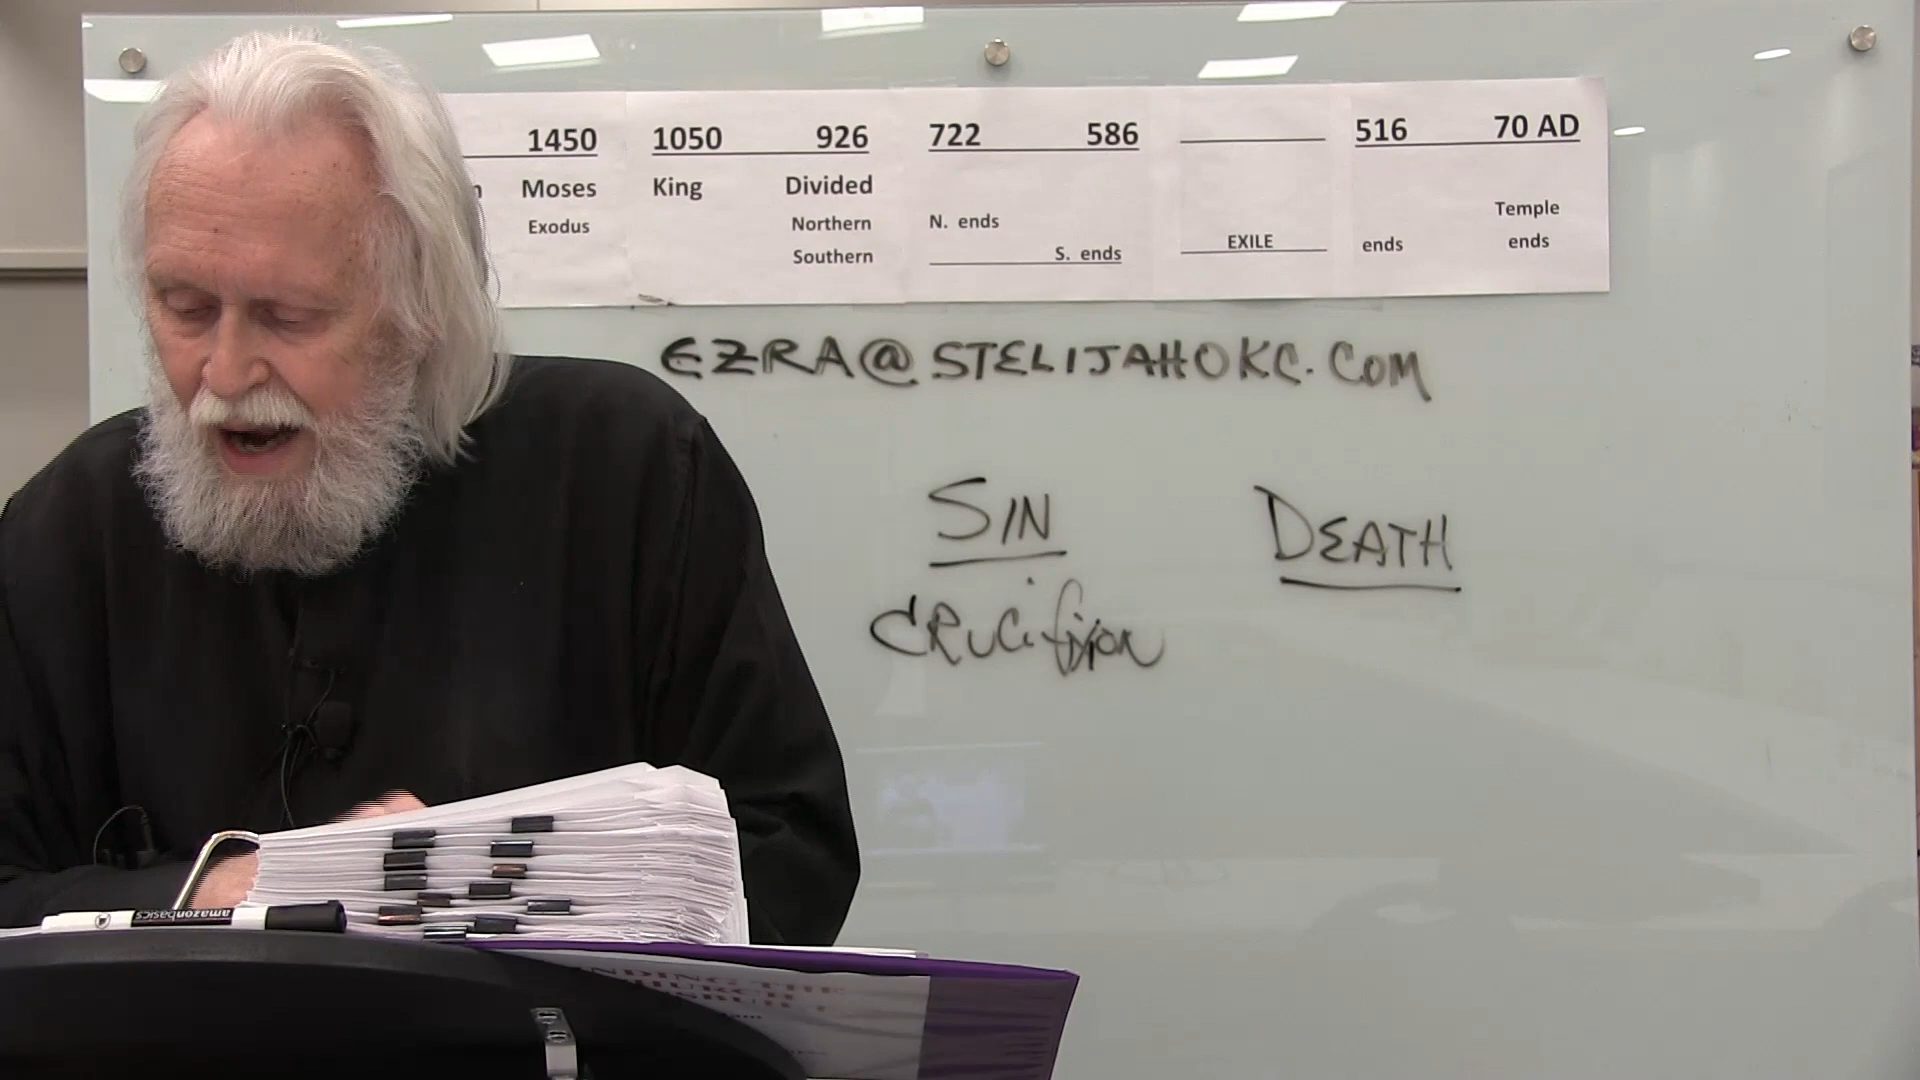 1450 1050 926 722 586 516 70 AD
Moses King Divided
Exodus Northern N. ends Temple
Southern S. ends EXILE ends ends
EZRA@STELIJAHOKC.COM
SIN DEATH
CRUCifixion
amazonbasics